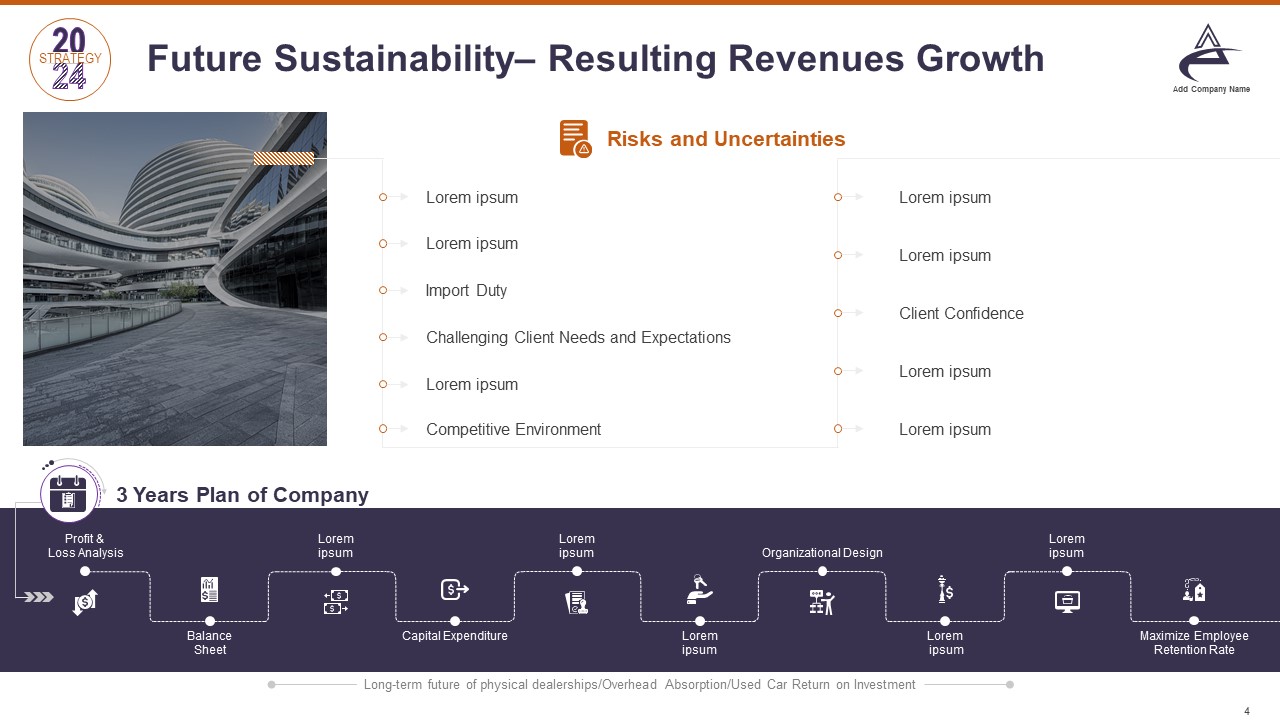 20
STRATEGY
24
Future Sustainability– Resulting Revenues Growth
Add Company Name
Risks and Uncertainties
Lorem ipsum
Lorem ipsum
Import Duty
Challenging Client Needs and Expectations
Lorem ipsum
Competitive Environment
Lorem ipsum
Lorem ipsum
Client Confidence
Lorem ipsum
Lorem ipsum
3 Years Plan of Company
Profit &
Loss Analysis
Balance
Sheet
Lorem
ipsum
Capital Expenditure
Lorem
ipsum
Lorem
ipsum
Organizational Design
Lorem
ipsum
Lorem
ipsum
Maximize Employee
Retention Rate
Long-term future of physical dealerships/Overhead Absorption/Used Car Return on Investment
4